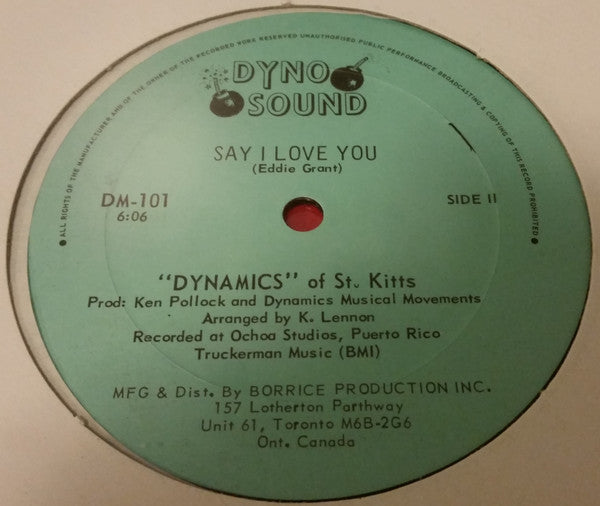 ● ALL RIGHTS OF THE MANUFACTURER AND OF THE OWNER OF THE RECORDED WORK RESERVED UNAUTHORISED PUBLIC PERFORMANCE BROADCASTING & COPYING OF THIS RECORD PROHIBITED ●
DYNO
SOUND
SAY I LOVE YOU
(Eddie Grant)
DM-101
6:06
SIDE II
"DYNAMICS" of St. Kitts
Prod: Ken Pollock and Dynamics Musical Movements
Arranged by K. Lennon
Recorded at Ochoa Studios, Puerto Rico
Truckerman Music (BMI)
MFG & Dist. By BORRICE PRODUCTION INC.
157 Lotherton Parthway
Unit 61, Toronto M6B-2G6
Ont. Canada